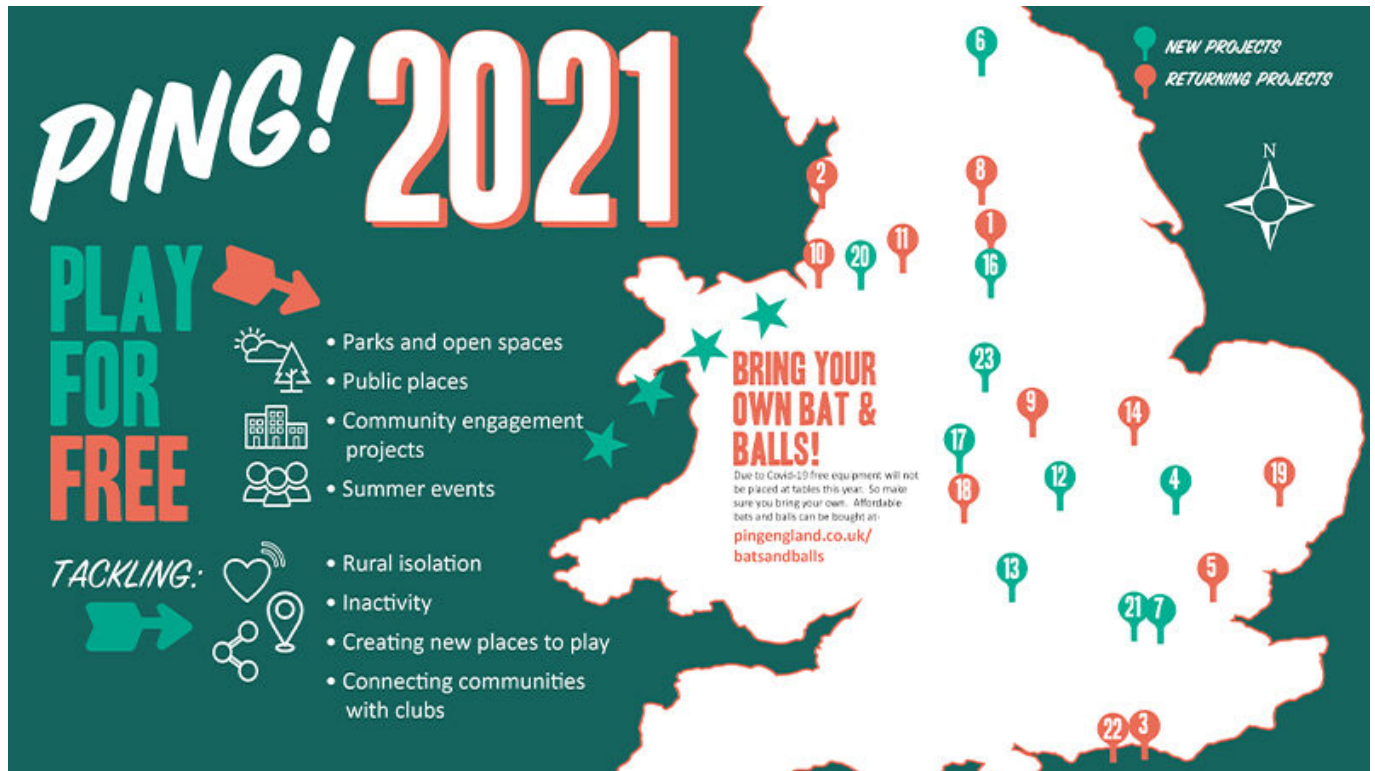 PING! 2021
PLAY
FOR
FREE
• Parks and open spaces
• Public places
• Community engagement
projects
• Summer events
TACKLING:
• Rural isolation
• Inactivity
• Creating new places to play
• Connecting communities
with clubs
NEW PROJECTS
RETURNING PROJECTS
N
6
2
8
1
10
20
11
16
23
9
14
17
18
12
4
19
13
5
21
7
22
3
BRING YOUR
OWN BAT &
BALLS!
Due to Covid-19 free equipment will not
be placed at tables this year. So make
sure you bring your own. Affordable
bats and balls can be bought at-
pingengland.co.uk/
batsandballs